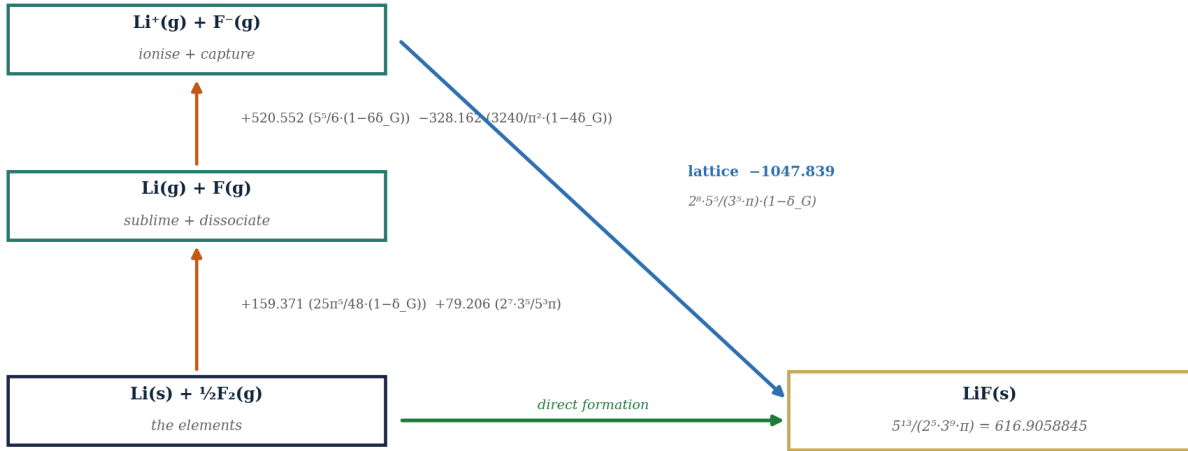 Li⁺(g) + F⁻(g)
ionise + capture
+520.552 (5⁵/6·(1−6δ_G))  −328.162 (3240/π²·(1−4δ_G))
lattice  −1047.839
2⁸·5⁵/(3⁵·π)·(1−δ_G)
Li(g) + F(g)
sublime + dissociate
+159.371 (25π⁵/48·(1−δ_G))  +79.206 (2⁷·3⁵/5³π)
Li(s) + ½F₂(g)
the elements
direct formation
LiF(s)
5¹³/(2⁵·3⁹·π) = 616.9058845